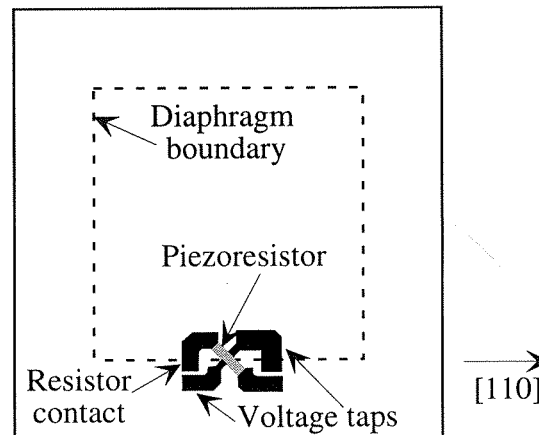 Diaphragm
boundary
Piezoresistor
Resistor
contact
Voltage taps
[110]